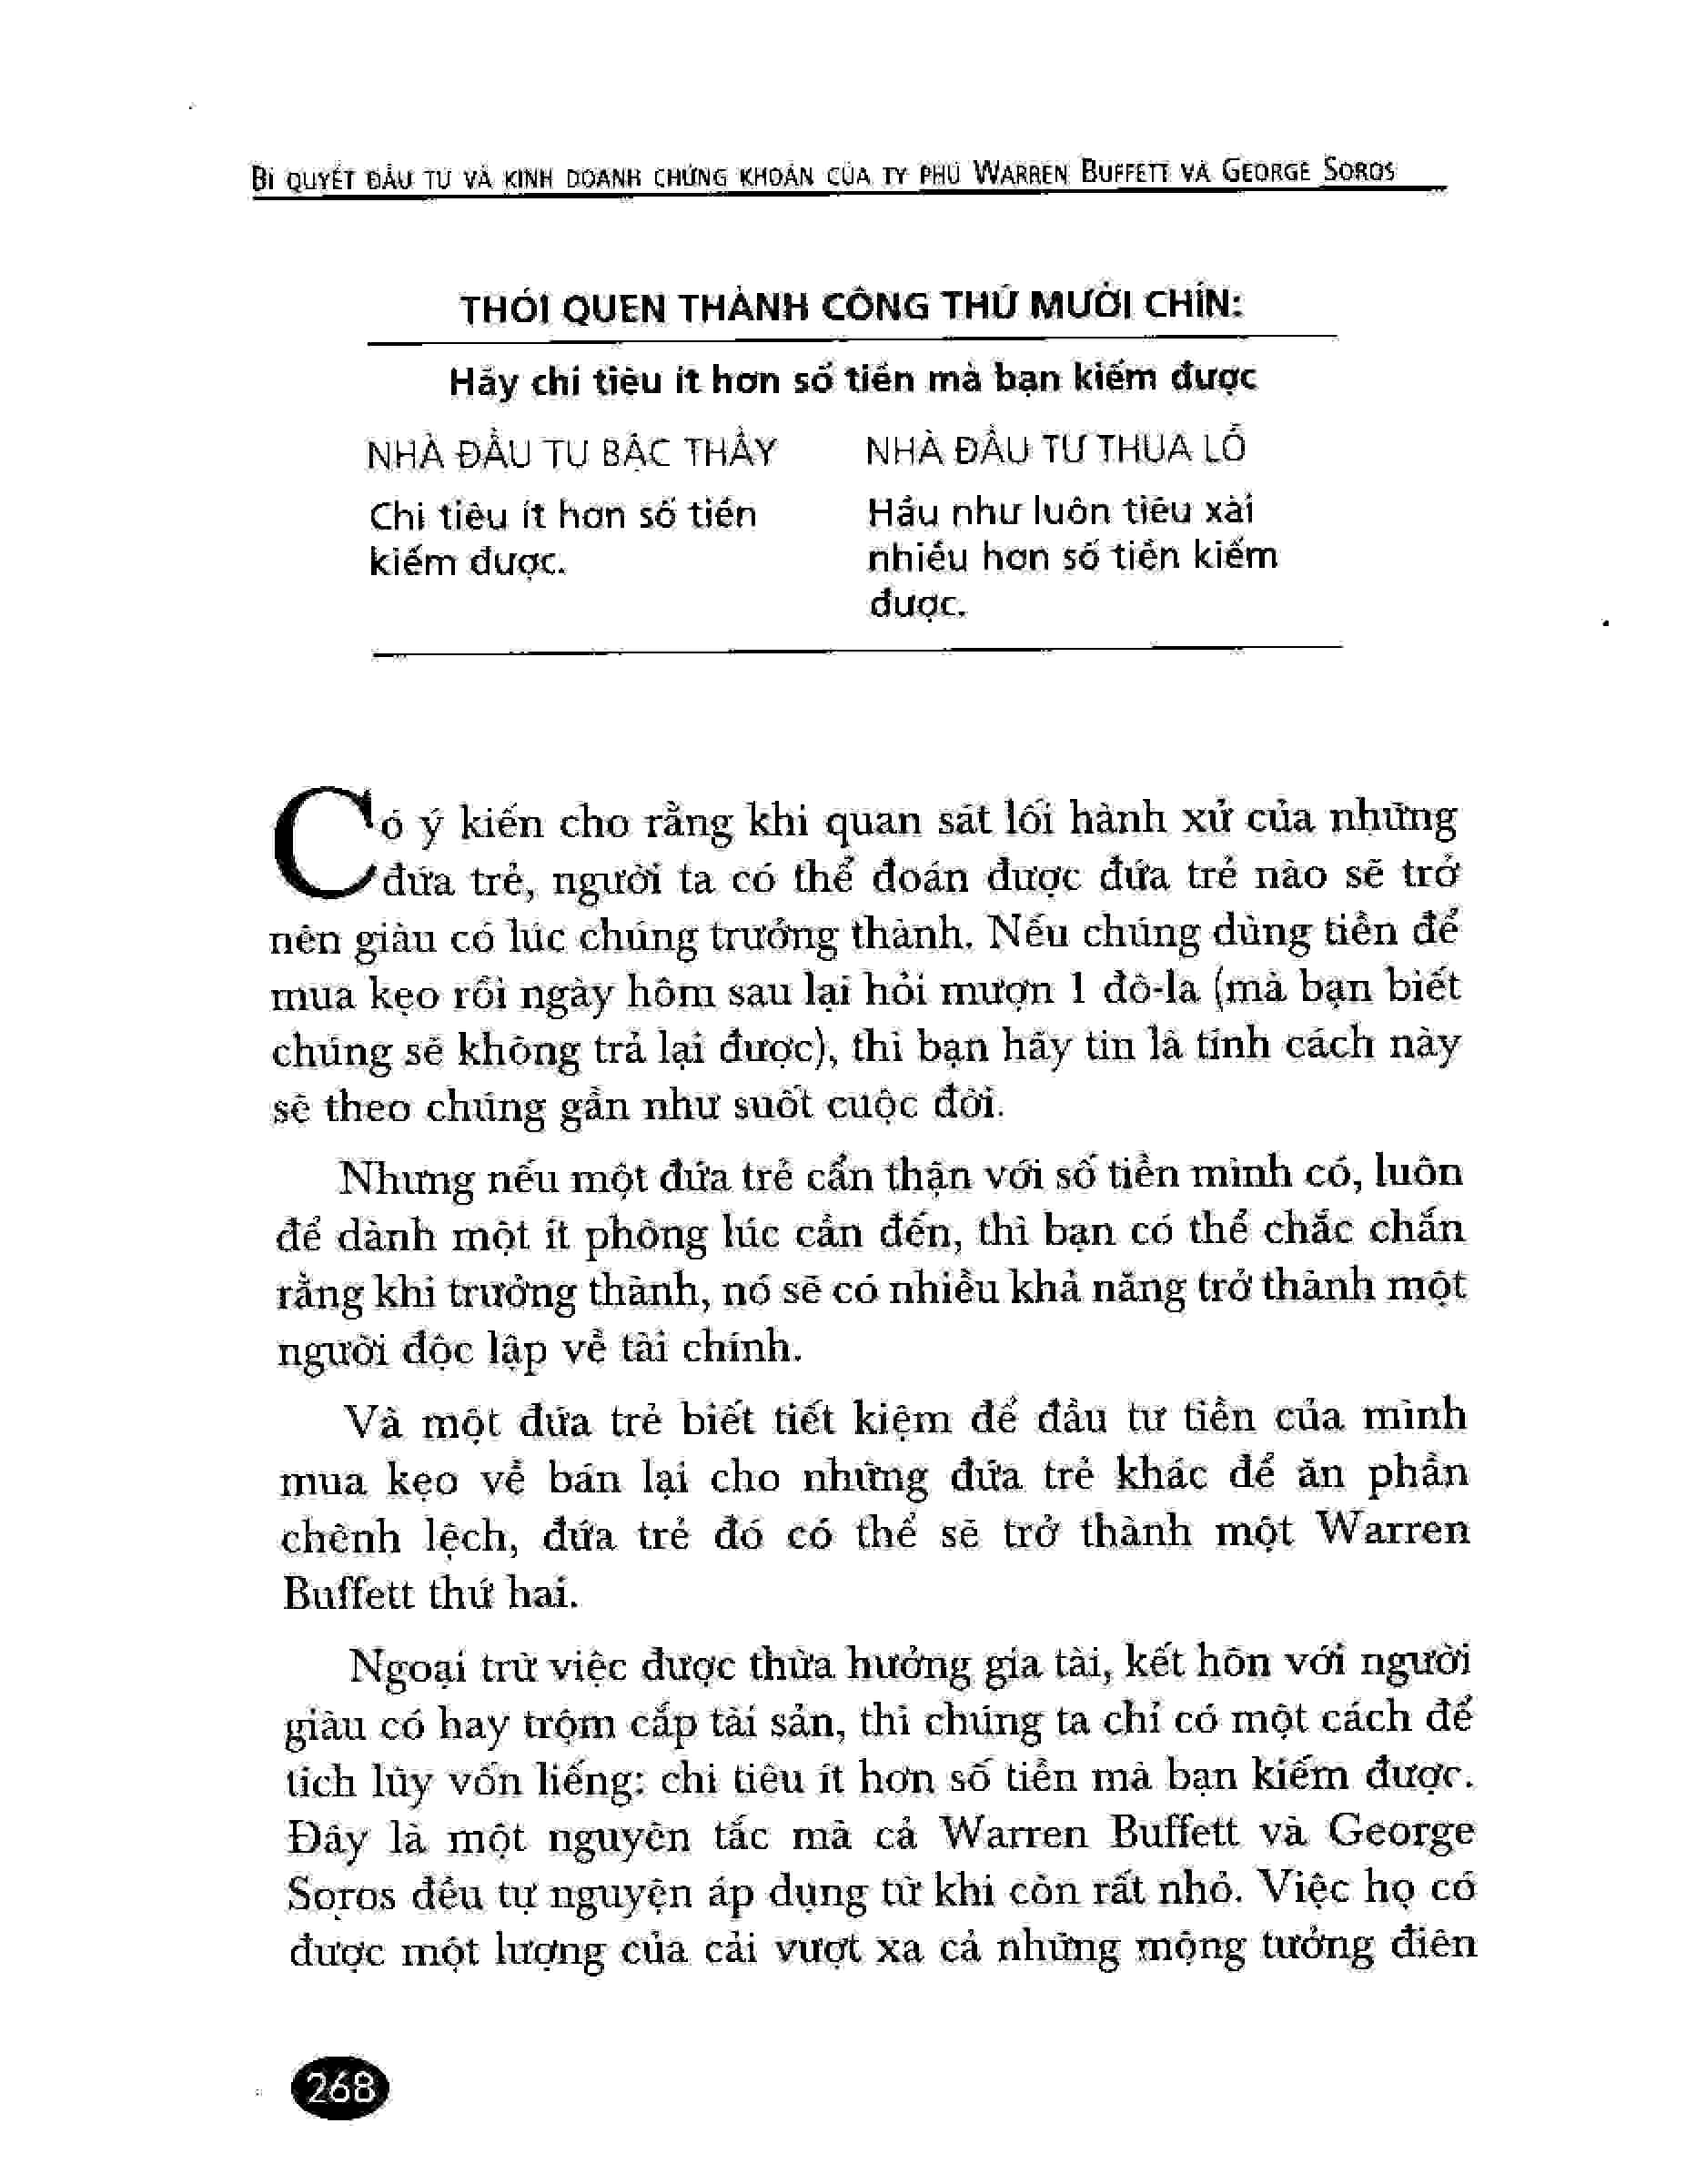 BÍ QUYẾT ĐẦU TƯ VÀ KINH DOANH CHỨNG KHOÁN CỦA TỶ PHÚ WARREN BUFFETT VÀ GEORGE SOROS
THÓI QUEN THÀNH CÔNG THỨ MƯỜI CHÍN:
Hãy chi tiêu ít hơn số tiền mà bạn kiếm được
NHÀ ĐẦU TƯ BẬC THẦY
Chi tiêu ít hơn số tiền
kiếm được.
NHÀ ĐẦU TƯ THUA LỖ
Hầu như luôn tiêu xài
nhiều hơn số tiền kiếm
được.
Có ý kiến cho rằng khi quan sát lối hành xử của những
đứa trẻ, người ta có thể đoán được đứa trẻ nào sẽ trở
nên giàu có lúc chúng trưởng thành. Nếu chúng dùng tiền để
mua kẹo rồi ngày hôm sau lại hỏi mượn 1 đô-la (mà bạn biết
chúng sẽ không trả lại được), thì bạn hãy tin là tính cách này
sẽ theo chúng gần như suốt cuộc đời.
Nhưng nếu một đứa trẻ cẩn thận với số tiền mình có, luôn
để dành một ít phòng lúc cần đến, thì bạn có thể chắc chắn
rằng khi trưởng thành, nó sẽ có nhiều khả năng trở thành một
người độc lập về tài chính.
Và một đứa trẻ biết tiết kiệm để đầu tư tiền của mình
mua kẹo về bán lại cho những đứa trẻ khác để ăn phần
chênh lệch, đứa trẻ đó có thể sẽ trở thành một Warren
Buffett thứ hai.
Ngoại trừ việc được thừa hưởng gia tài, kết hôn với người
giàu có hay trộm cắp tài sản, thì chúng ta chỉ có một cách để
tích lũy vốn liếng: chi tiêu ít hơn số tiền mà bạn kiếm được.
Đây là một nguyên tắc mà cả Warren Buffett và George
Soros đều tự nguyện áp dụng từ khi còn rất nhỏ. Việc họ có
được một lượng của cải vượt xa cả những mộng tưởng điên
268